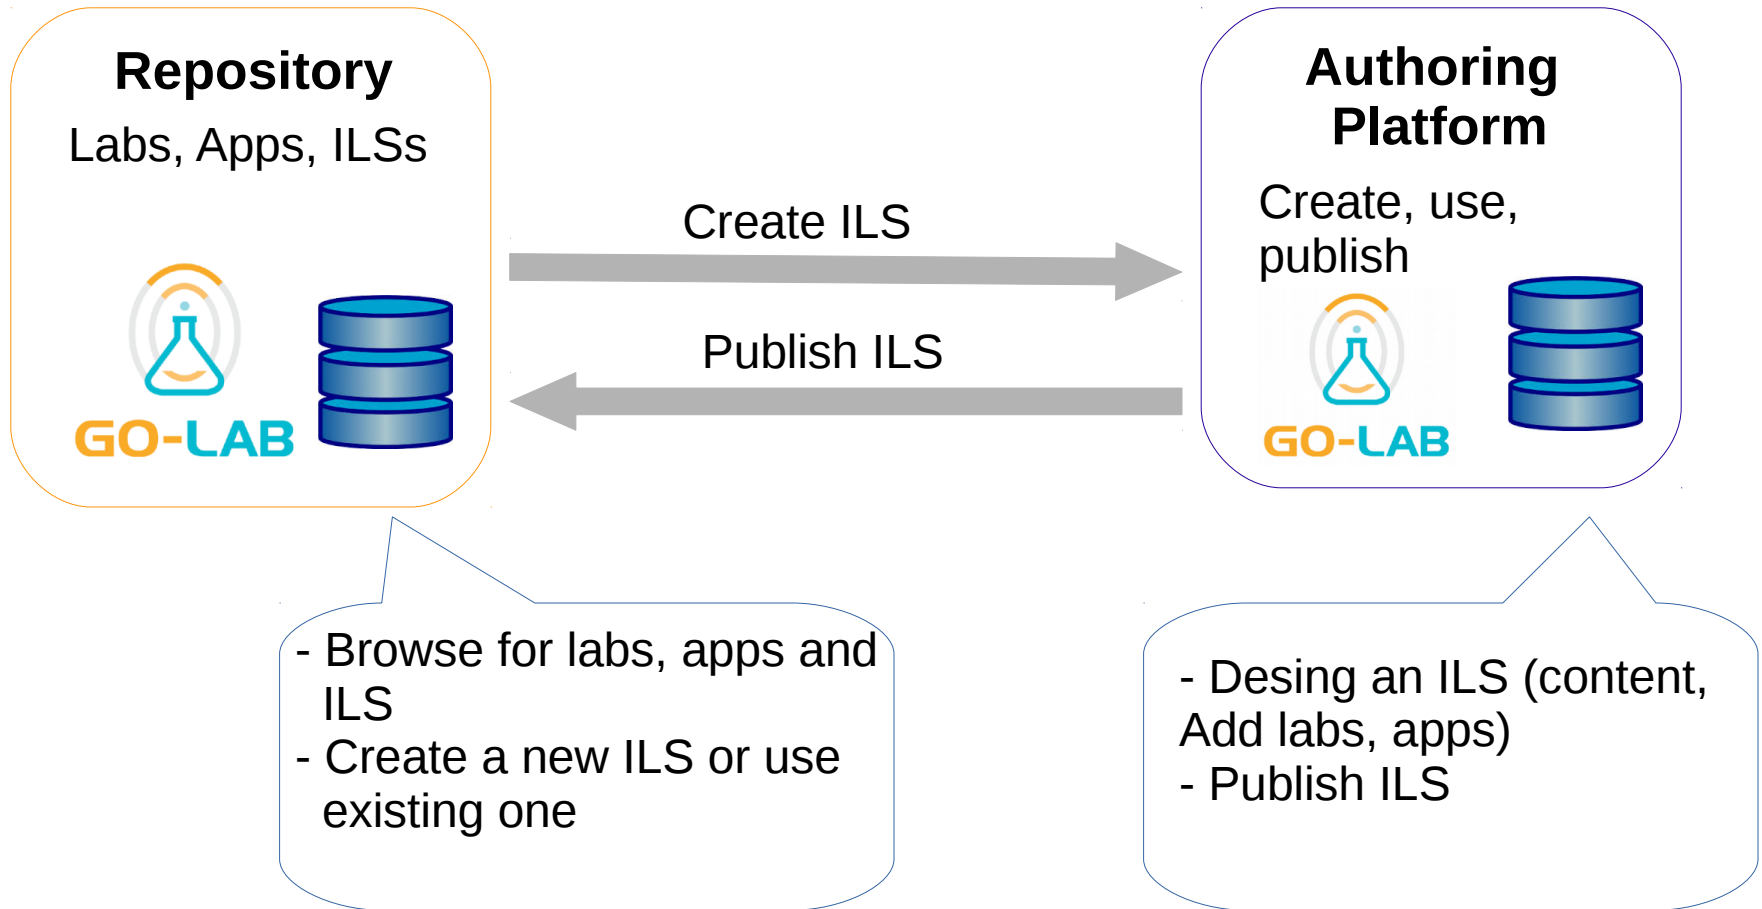 Repository
Labs, Apps, ILSs
GO-LAB
Create ILS
Publish ILS
Authoring
Platform
Create, use,
publish
GO-LAB
- Browse for labs, apps and
ILS
- Create a new ILS or use
existing one
- Desing an ILS (content,
Add labs, apps)
- Publish ILS